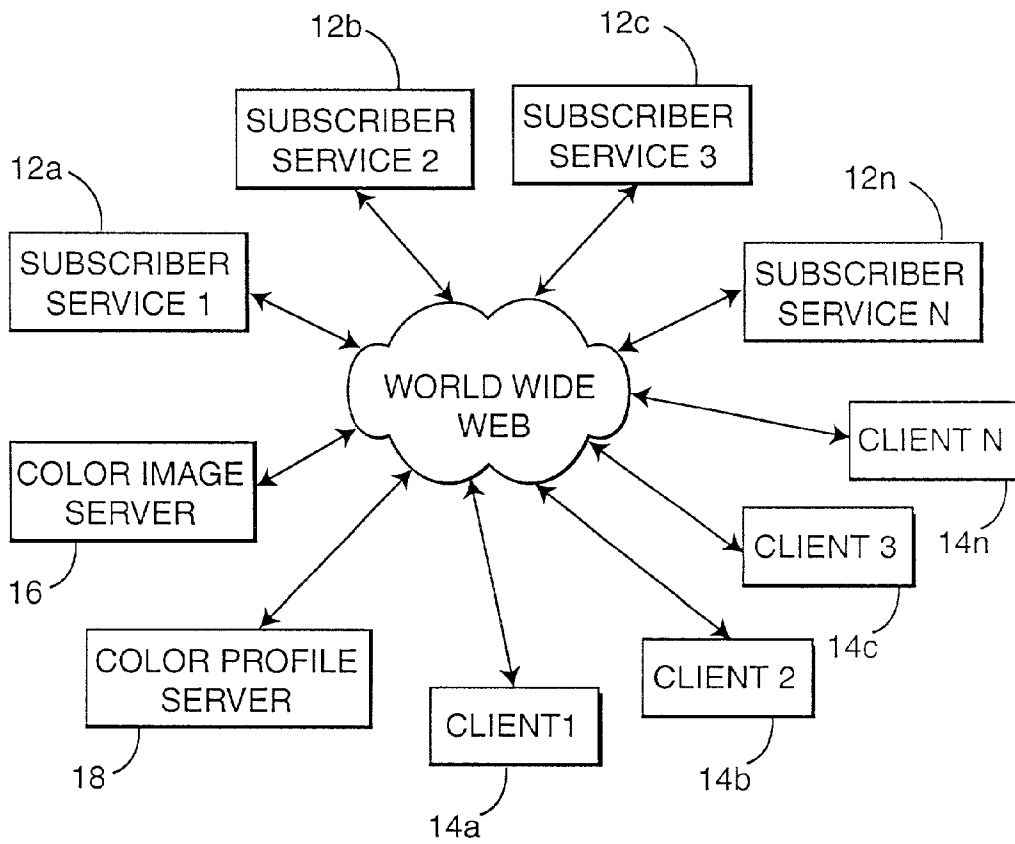 12b
12c
SUBSCRIBER
SERVICE 2
SUBSCRIBER
SERVICE 3
12a
12n
SUBSCRIBER
SERVICE 1
SUBSCRIBER
SERVICE N
WORLD WIDE
WEB
CLIENT N
14n
COLOR IMAGE
SERVER
16
CLIENT 3
14c
COLOR PROFILE
SERVER
18
CLIENT 2
14b
CLIENT1
14a